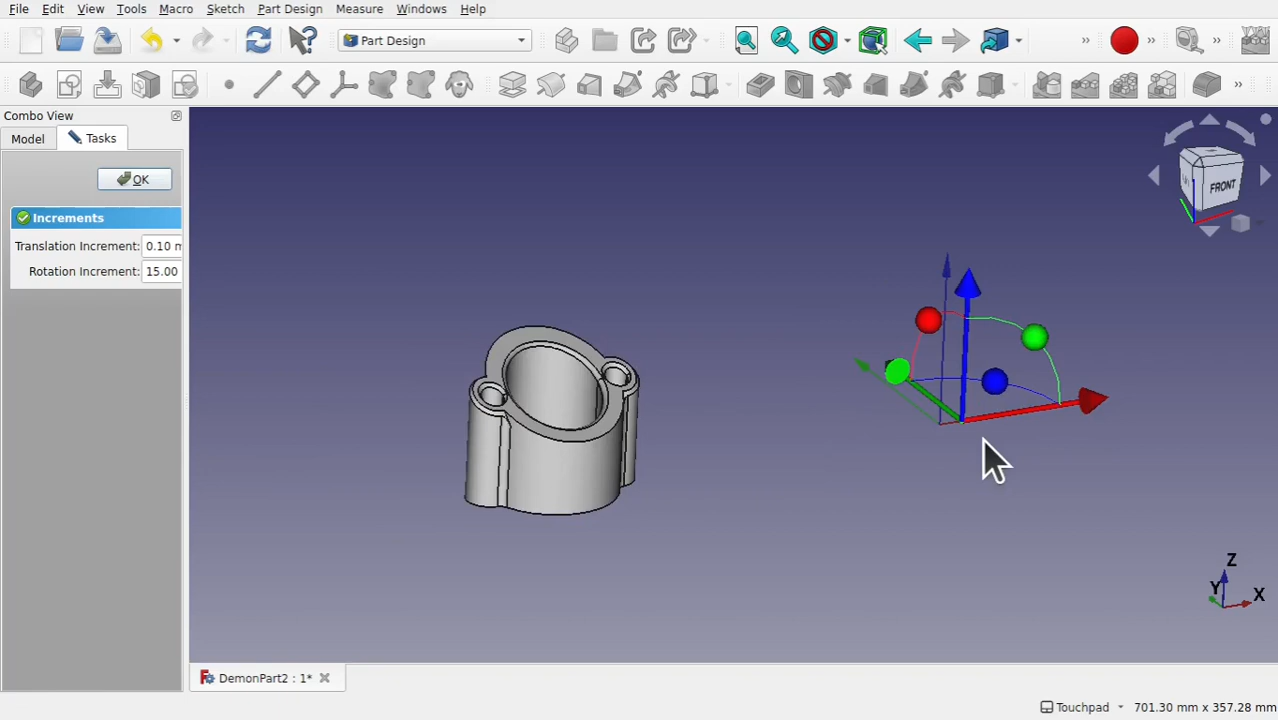 File Edit View Tools Macro Sketch Part Design Measure Windows Help
Part Design
Combo View
Model Tasks
OK
Increments
Translation Increment: 0.10 m
Rotation Increment: 15.00
FRONT
Z
Y
X
DemonPart2 : 1*
Touchpad 701.30 mm x 357.28 mm